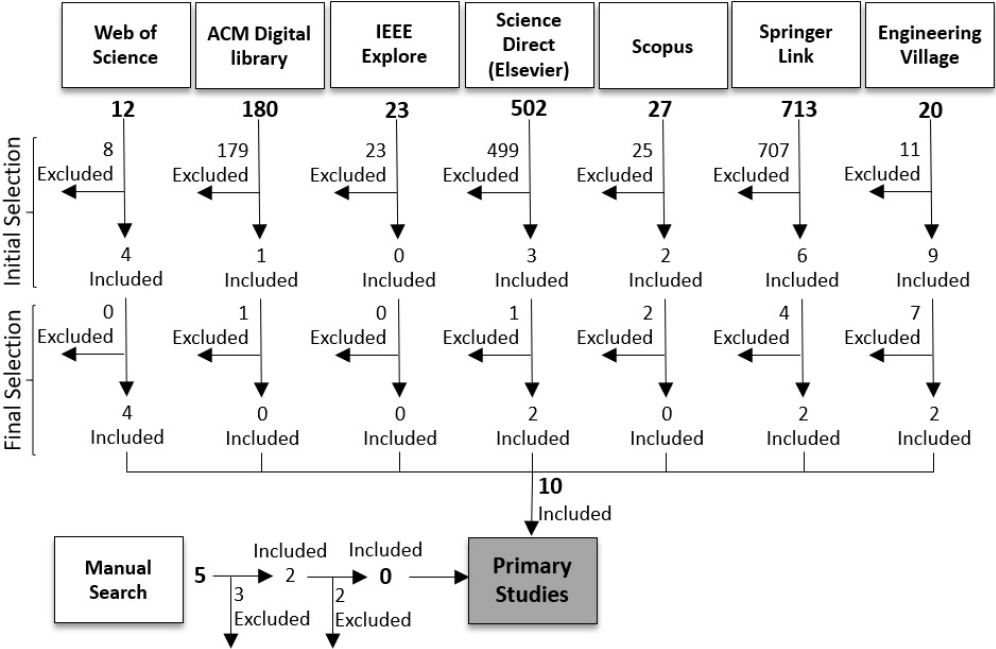 Web of
Science
ACM Digital
library
IEEE
Explore
Science
Direct
(Elsevier)
Scopus
Springer
Link
Engineering
Village
12
180
23
502
27
713
20
Initial Selection
8
Excluded
179
Excluded
23
Excluded
499
Excluded
25
Excluded
707
Excluded
11
Excluded
4
Included
1
Included
0
Included
3
Included
2
Included
6
Included
9
Included
Final Selection
0
Excluded
1
Excluded
0
Excluded
1
Excluded
2
Excluded
4
Excluded
7
Excluded
4
Included
0
Included
0
Included
2
Included
0
Included
2
Included
2
Included
10
Included
Manual
Search
5
3
Excluded
Included
2
2
Excluded
Included
0
Primary
Studies